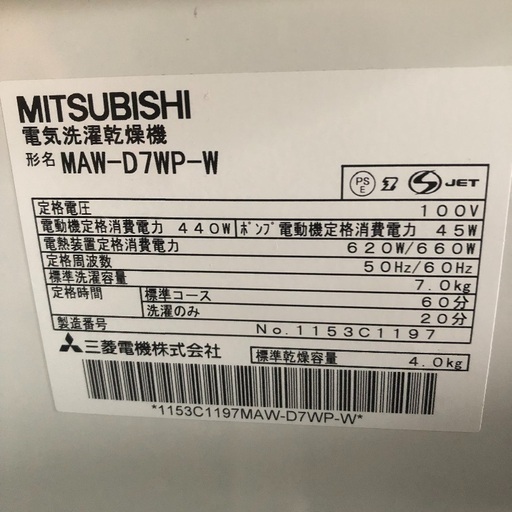 MITSUBISHI
電気洗濯乾燥機
形名 MAW-D7WP-W
PS E JET
定格電圧 100V
電動機定格消費電力 440W ポンプ電動機定格消費電力 45W
電熱装置定格消費電力 620W/660W
定格周波数 50Hz/60Hz
標準洗濯容量 7.0kg
定格時間 標準コース 60分
洗濯のみ 20分
製造番号 No.1153C1197
三菱電機株式会社 標準乾燥容量 4.0kg
*1153C1197MAW-D7WP-W*